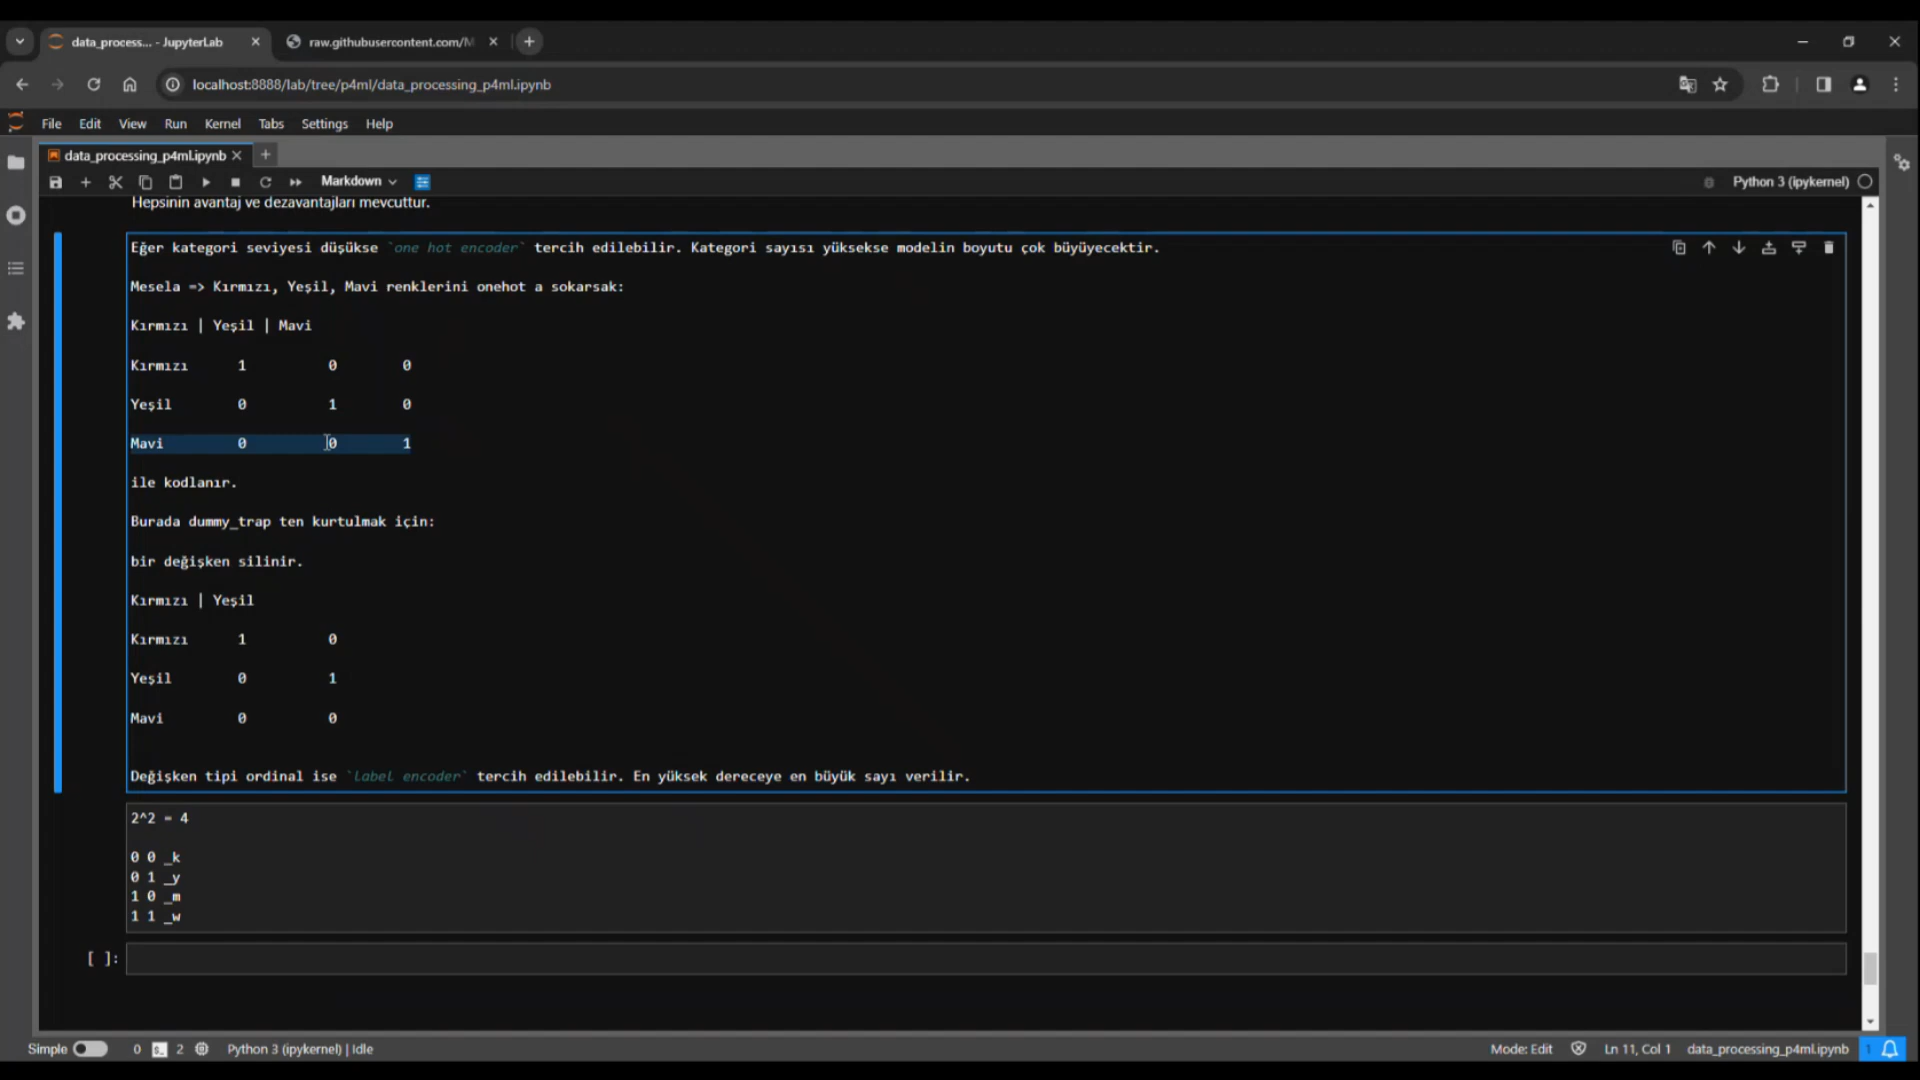 data_process... - JupyterLab
raw.githubusercontent.com/M
localhost:8888/lab/tree/p4ml/data_processing_p4ml.ipynb
File Edit View Run Kernel Tabs Settings Help
data_processing_p4ml.ipynb
Markdown
Python 3 (ipykernel)
Hepsinin avantaj ve dezavantajları mevcuttur.
Eğer kategori seviyesi düşükse `one hot encoder` tercih edilebilir. Kategori sayısı yüksekse modelin boyutu çok büyüyecektir.
Mesela => Kırmızı, Yeşil, Mavi renklerini onehot a sokarsak:
Kırmızı | Yeşil | Mavi
Kırmızı 1 0 0
Yeşil 0 1 0
Mavi 0 0 1
ile kodlanır.
Burada dummy_trap ten kurtulmak için:
bir değişken silinir.
Kırmızı | Yeşil
Kırmızı 1 0
Yeşil 0 1
Mavi 0 0
Değişken tipi ordinal ise `label encoder` tercih edilebilir. En yüksek dereceye en büyük sayı verilir.
2^2 = 4
0 0 _k
0 1 _y
1 0 _m
1 1 _w
[ ]:
Simple 0 $_ 2 Python 3 (ipykernel) | Idle Mode: Edit Ln 11, Col 1 data_processing_p4ml.ipynb 1